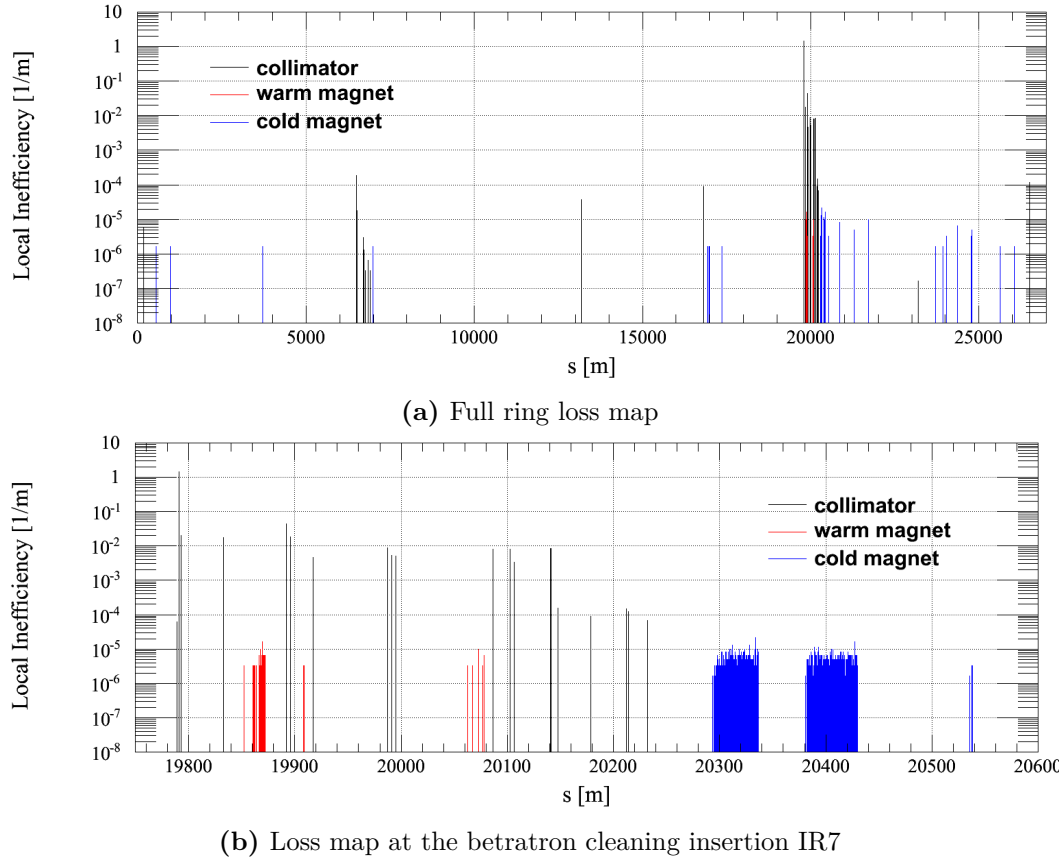 10
1
10⁻¹
10⁻²
10⁻³
10⁻⁴
10⁻⁵
10⁻⁶
10⁻⁷
10⁻⁸
Local Inefficiency [1/m]
collimator
warm magnet
cold magnet
0 5000 10000 15000 20000 25000
s [m]
(a) Full ring loss map
10
1
10⁻¹
10⁻²
10⁻³
10⁻⁴
10⁻⁵
10⁻⁶
10⁻⁷
10⁻⁸
Local Inefficiency [1/m]
collimator
warm magnet
cold magnet
19800 19900 20000 20100 20200 20300 20400 20500 20600
s [m]
(b) Loss map at the betratron cleaning insertion IR7